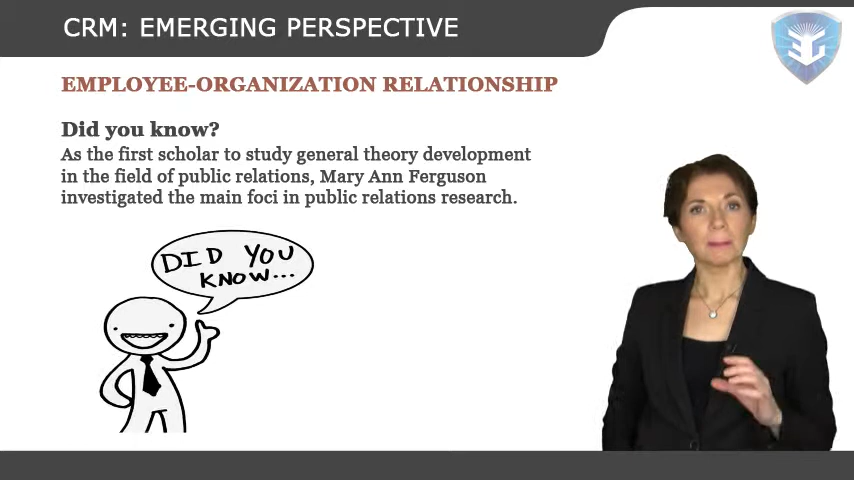 CRM: EMERGING PERSPECTIVE
EMPLOYEE-ORGANIZATION RELATIONSHIP
Did you know?
As the first scholar to study general theory development
in the field of public relations, Mary Ann Ferguson
investigated the main foci in public relations research.
DID YOU
KNOW...